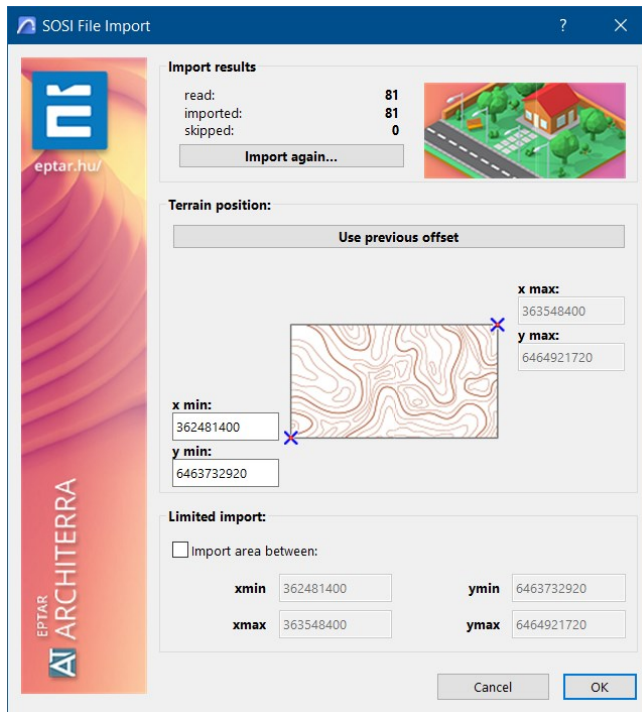 SOSI File Import
eptar.hu/
EPTAR
ARCHITERRA
Import results
read: 81
imported: 81
skipped: 0
Import again...
Terrain position:
Use previous offset
x max:
363548400
y max:
6464921720
x min:
362481400
y min:
6463732920
Limited import:
Import area between:
xmin 362481400 ymin 6463732920
xmax 363548400 ymax 6464921720
Cancel OK